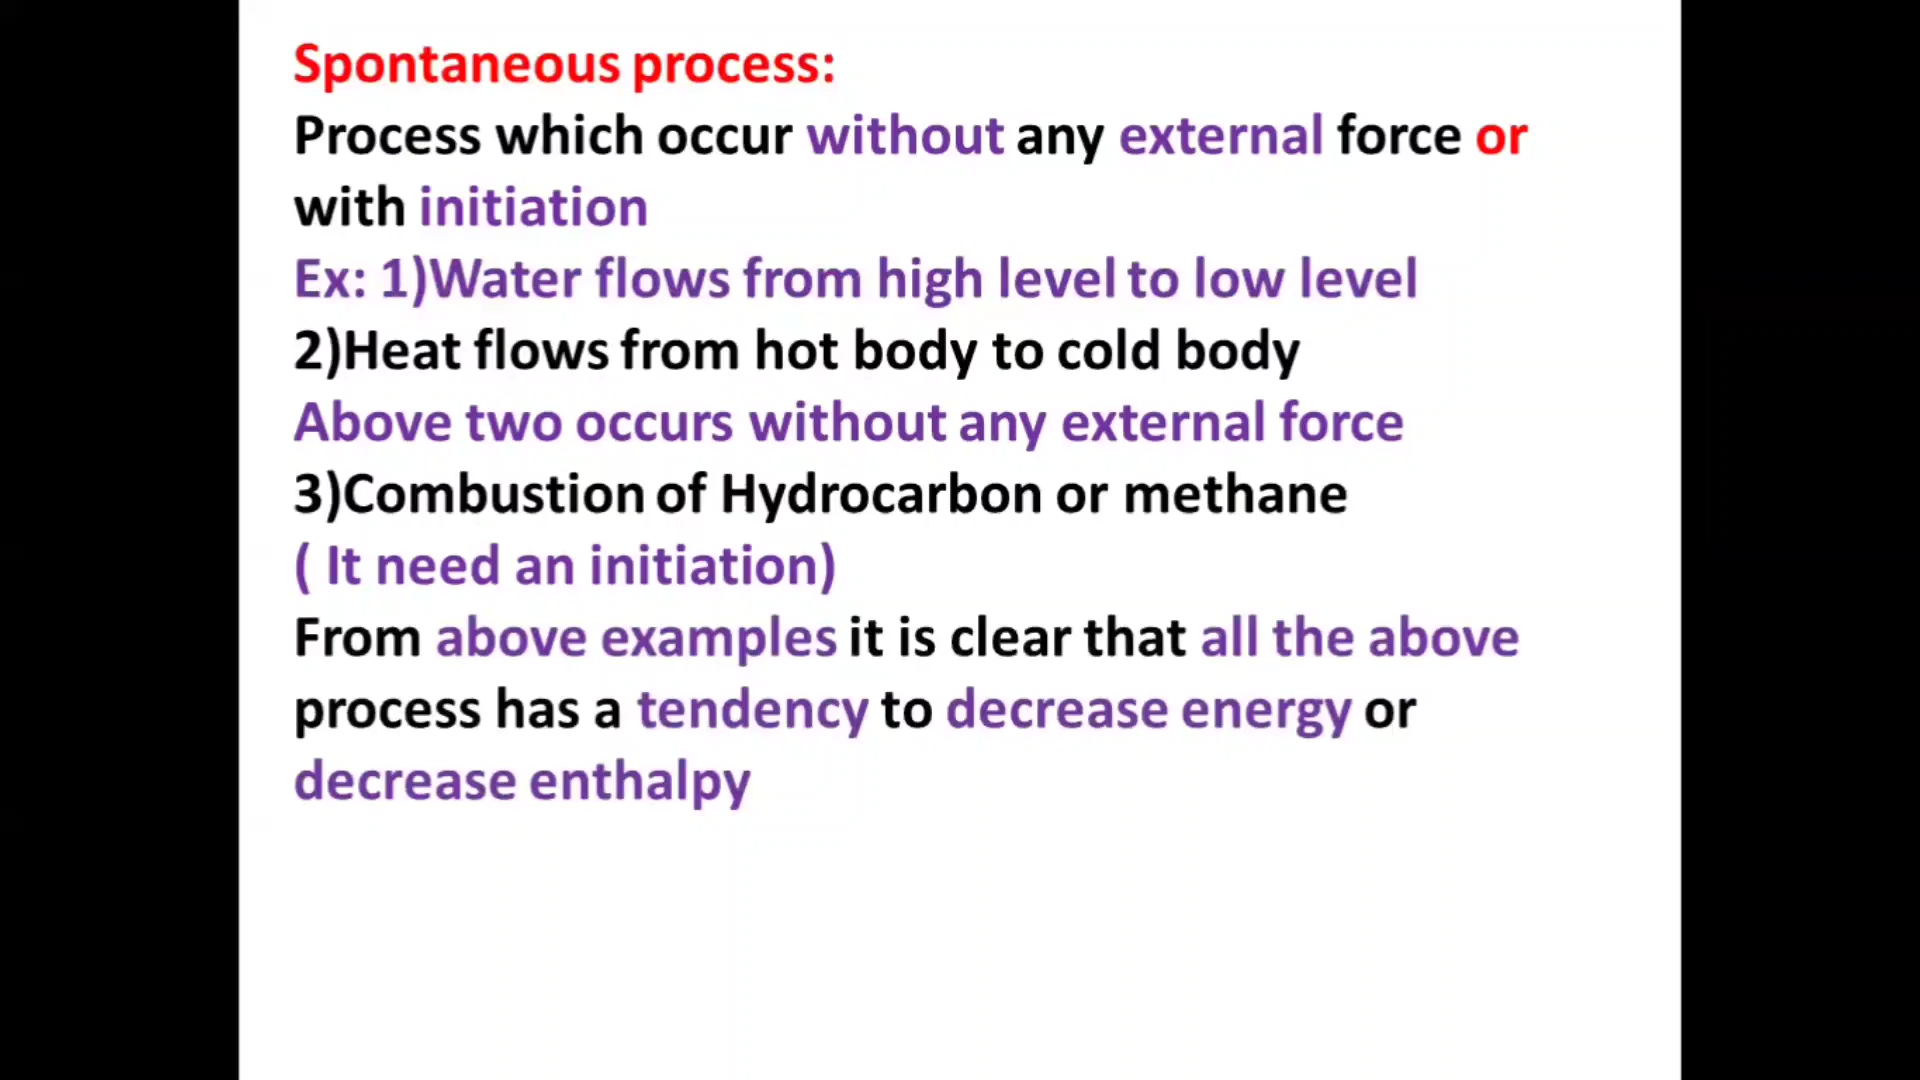 Spontaneous process:
Process which occur without any external force or
with initiation
Ex: 1)Water flows from high level to low level
2)Heat flows from hot body to cold body
Above two occurs without any external force
3)Combustion of Hydrocarbon or methane
( It need an initiation)
From above examples it is clear that all the above
process has a tendency to decrease energy or
decrease enthalpy